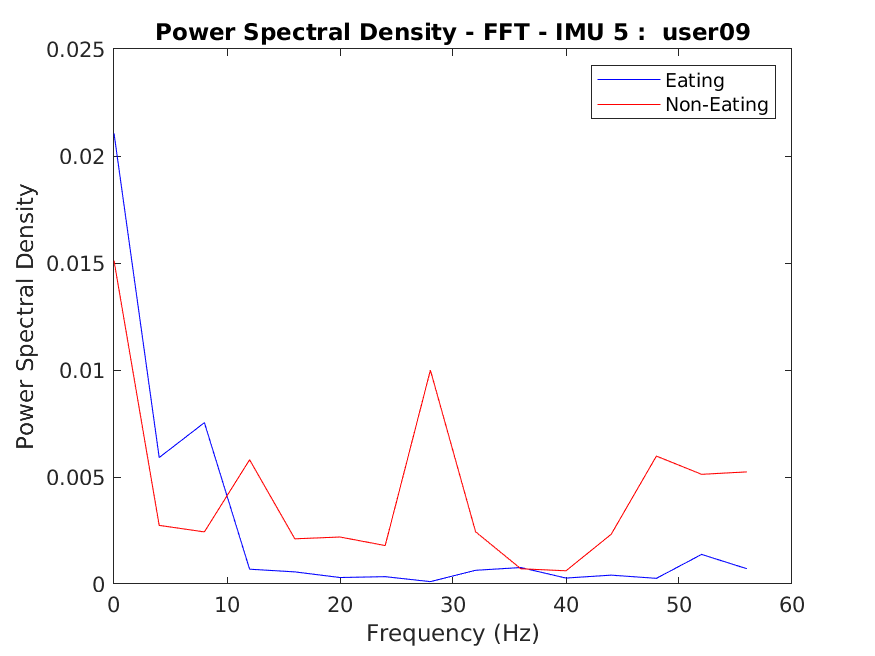 Power Spectral Density - FFT - IMU 5 :  user09
0.025
Eating
Non-Eating
0.02
0.015
0.01
0.005
0
Power Spectral Density
0 10 20 30 40 50 60
Frequency (Hz)